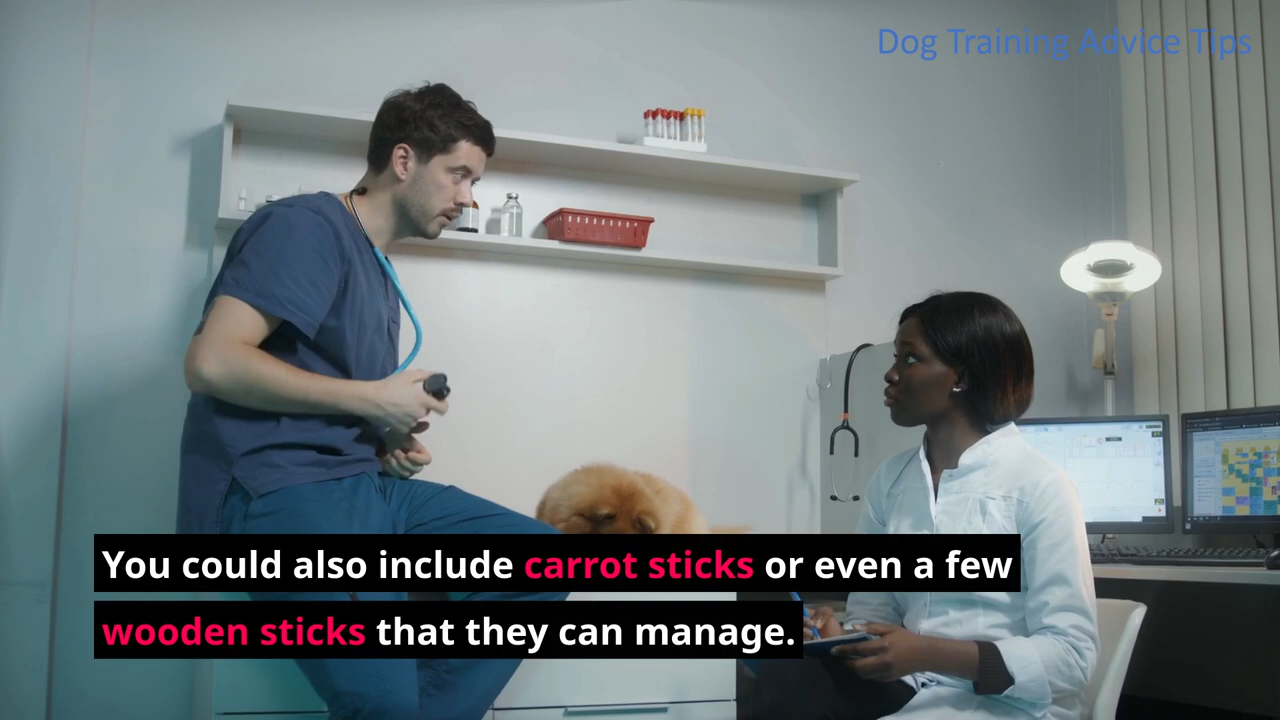 Dog Training Advice Tips
You could also include carrot sticks or even a few
wooden sticks that they can manage.